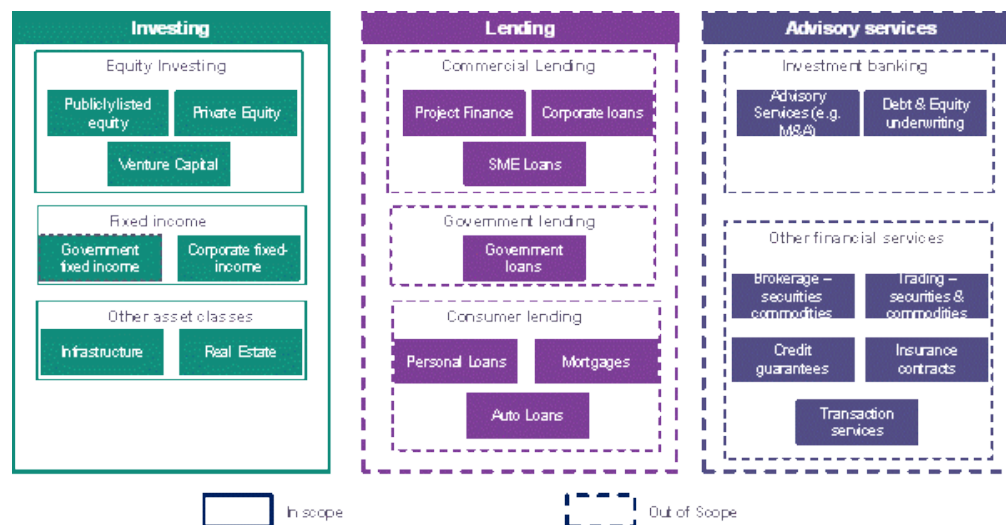 Investing
Equity Investing
Publicly listed
equity
Private Equity
Venture Capital
Fixed income
Government
fixed income
Corporate fixed-
income
Other asset classes
Infrastructure
Real Estate
Lending
Commercial Lending
Project Finance
Corporate loans
SME Loans
Government lending
Government
loans
Consumer lending
Personal Loans
Mortgages
Auto Loans
Advisory services
Investment banking
Advisory
Services (e.g.
M&A)
Debt & Equity
underwriting
Other financial services
Brokerage –
securities
commodities
Trading –
securities &
commodities
Credit
guarantees
Insurance
contracts
Transaction
services
In scope
Out of Scope